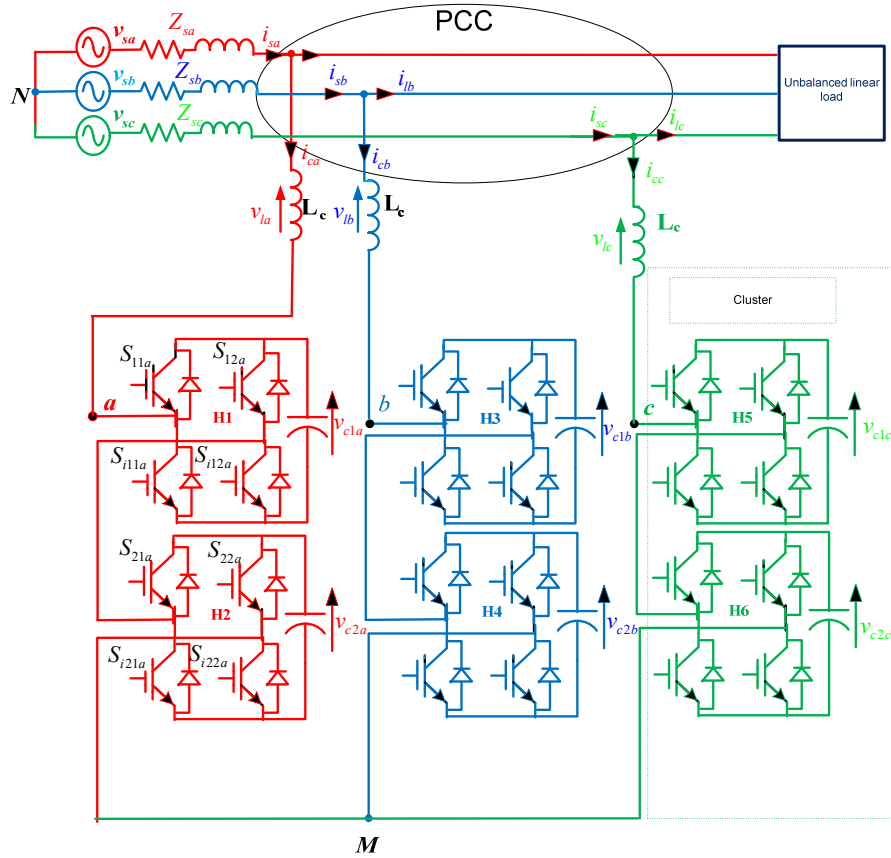 PCC
v_sa Z_sa i_sa
N v_sb Z_sb i_sb i_lb
v_sc Z_sc i_sc i_lc
Unbalanced linear
load
i_ca i_cb i_cc
v_la L_c v_lb L_c v_lc L_c
Cluster
S_11a S_12a
a H1 v_c1a b H3 v_c1b c H5 v_c1c
S_i11a S_i12a
S_21a S_22a
H2 v_c2a H4 v_c2b H6 v_c2c
S_i21a S_i22a
M